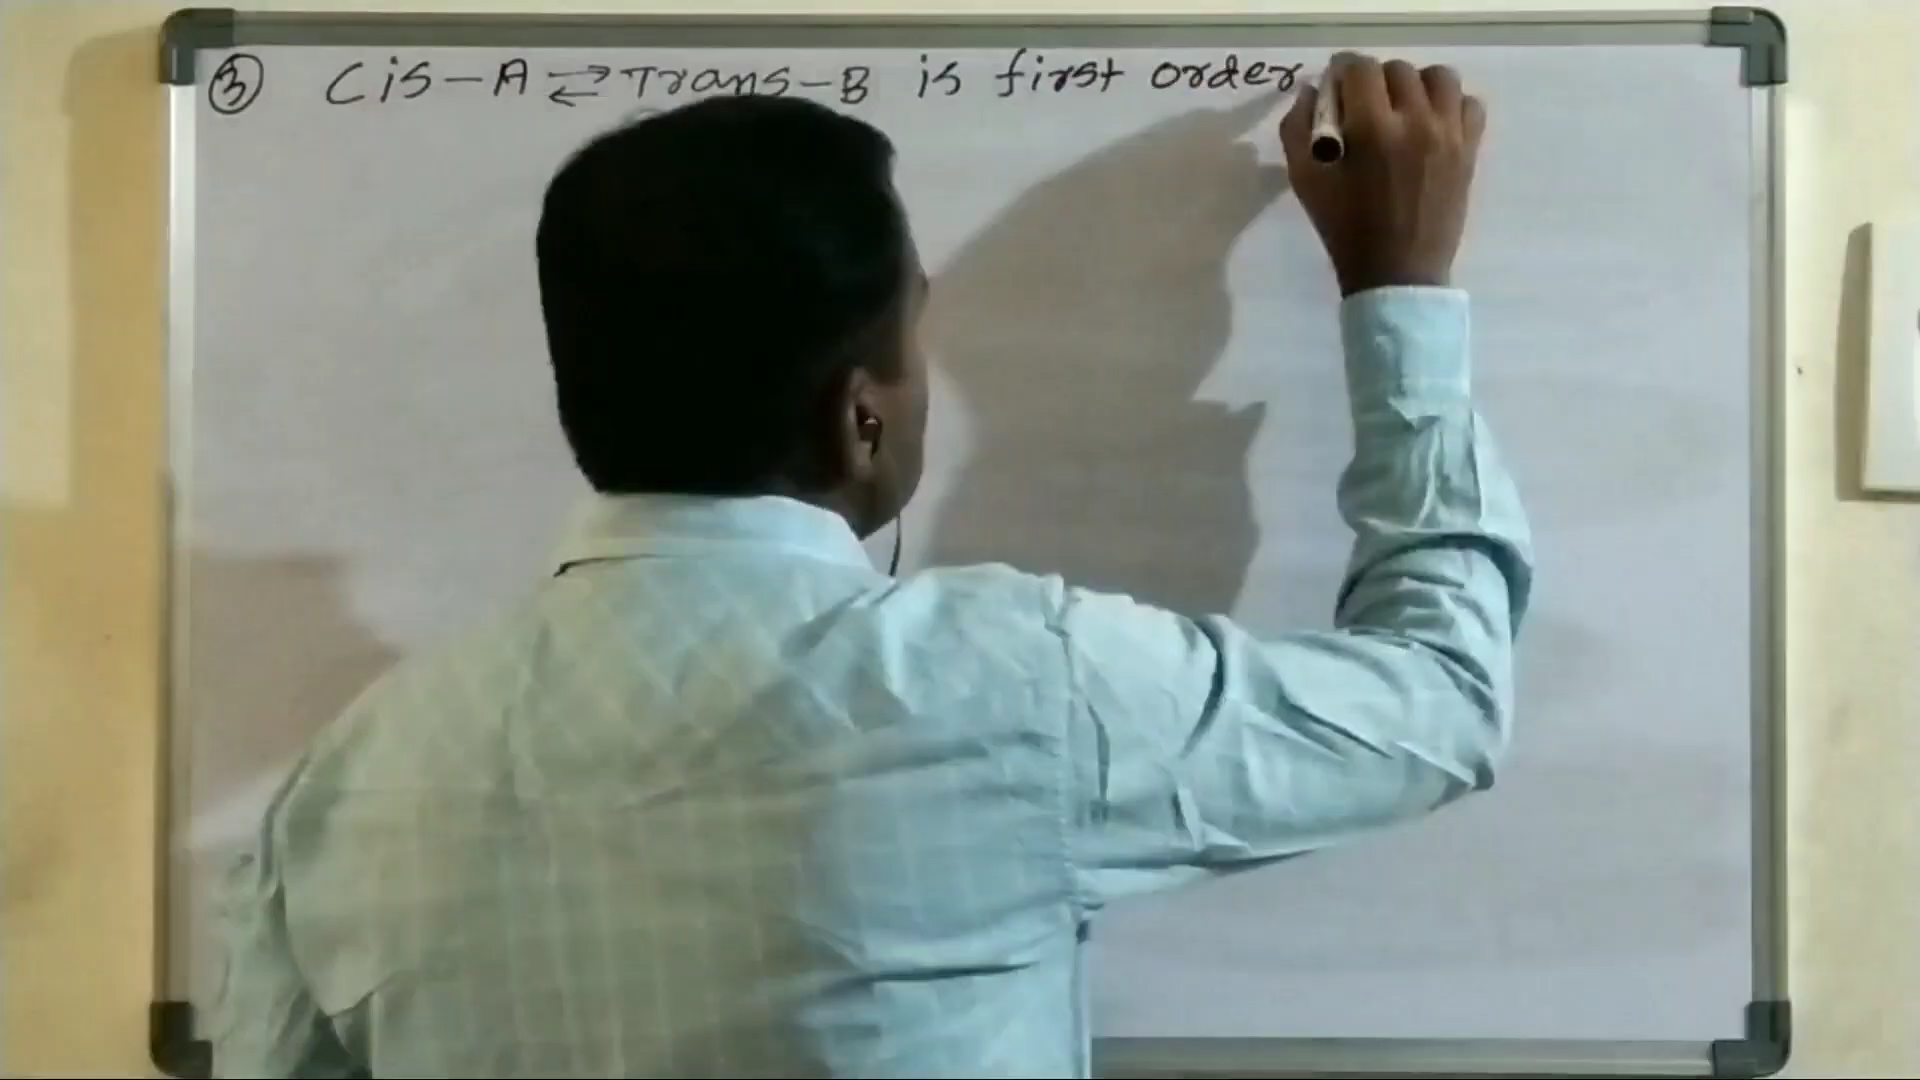 ③ Cis-A ⇌ Trans-B is first order